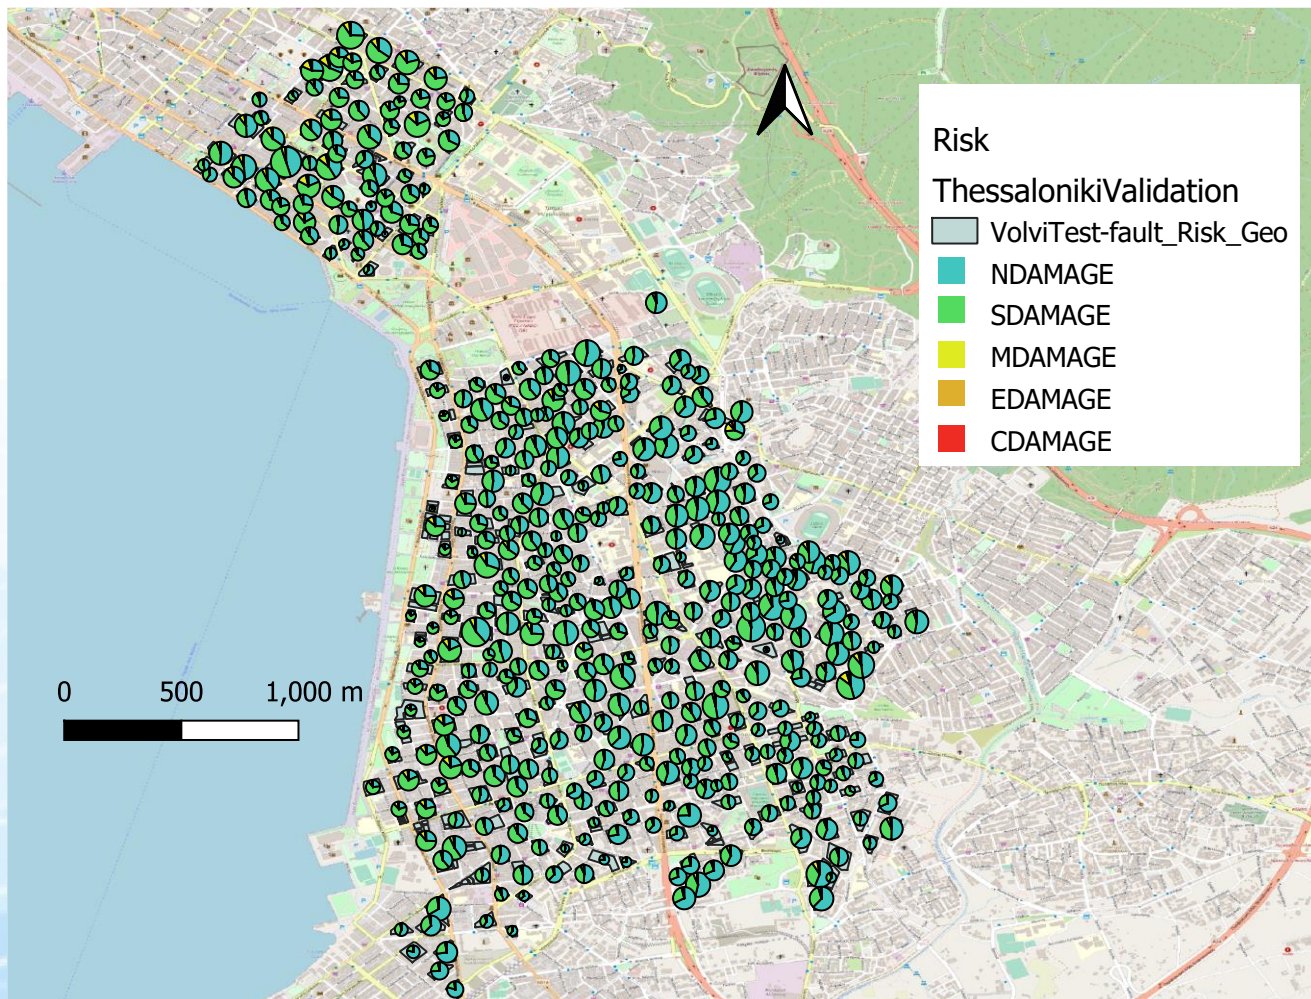 Risk
ThessalonikiValidation
VolviTest-fault_Risk_Geo
NDAMAGE
SDAMAGE
MDAMAGE
EDAMAGE
CDAMAGE
0 500 1,000 m